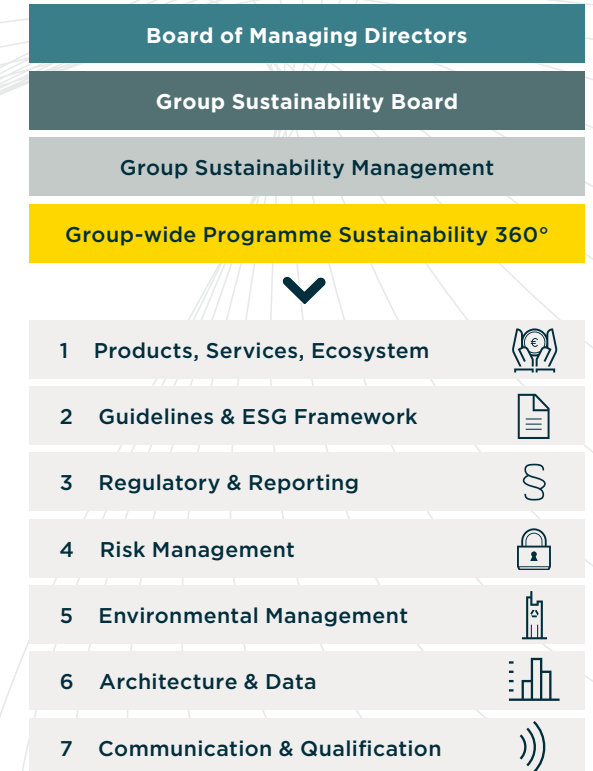 Board of Managing Directors
Group Sustainability Board
Group Sustainability Management
Group-wide Programme Sustainability 360°
1 Products, Services, Ecosystem
€
2 Guidelines & ESG Framework
3 Regulatory & Reporting
§
4 Risk Management
5 Environmental Management
6 Architecture & Data
7 Communication & Qualification